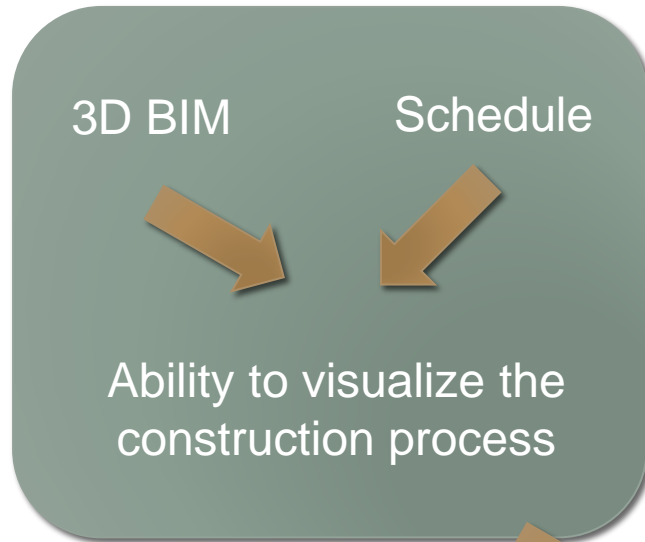 3D BIM
Schedule
Ability to visualize the
construction process